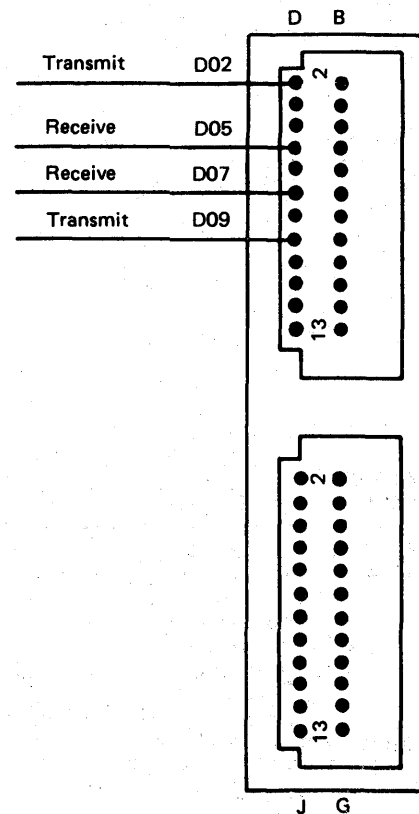 D B
Transmit D02
2
Receive D05
Receive D07
Transmit D09
13
2
13
J G